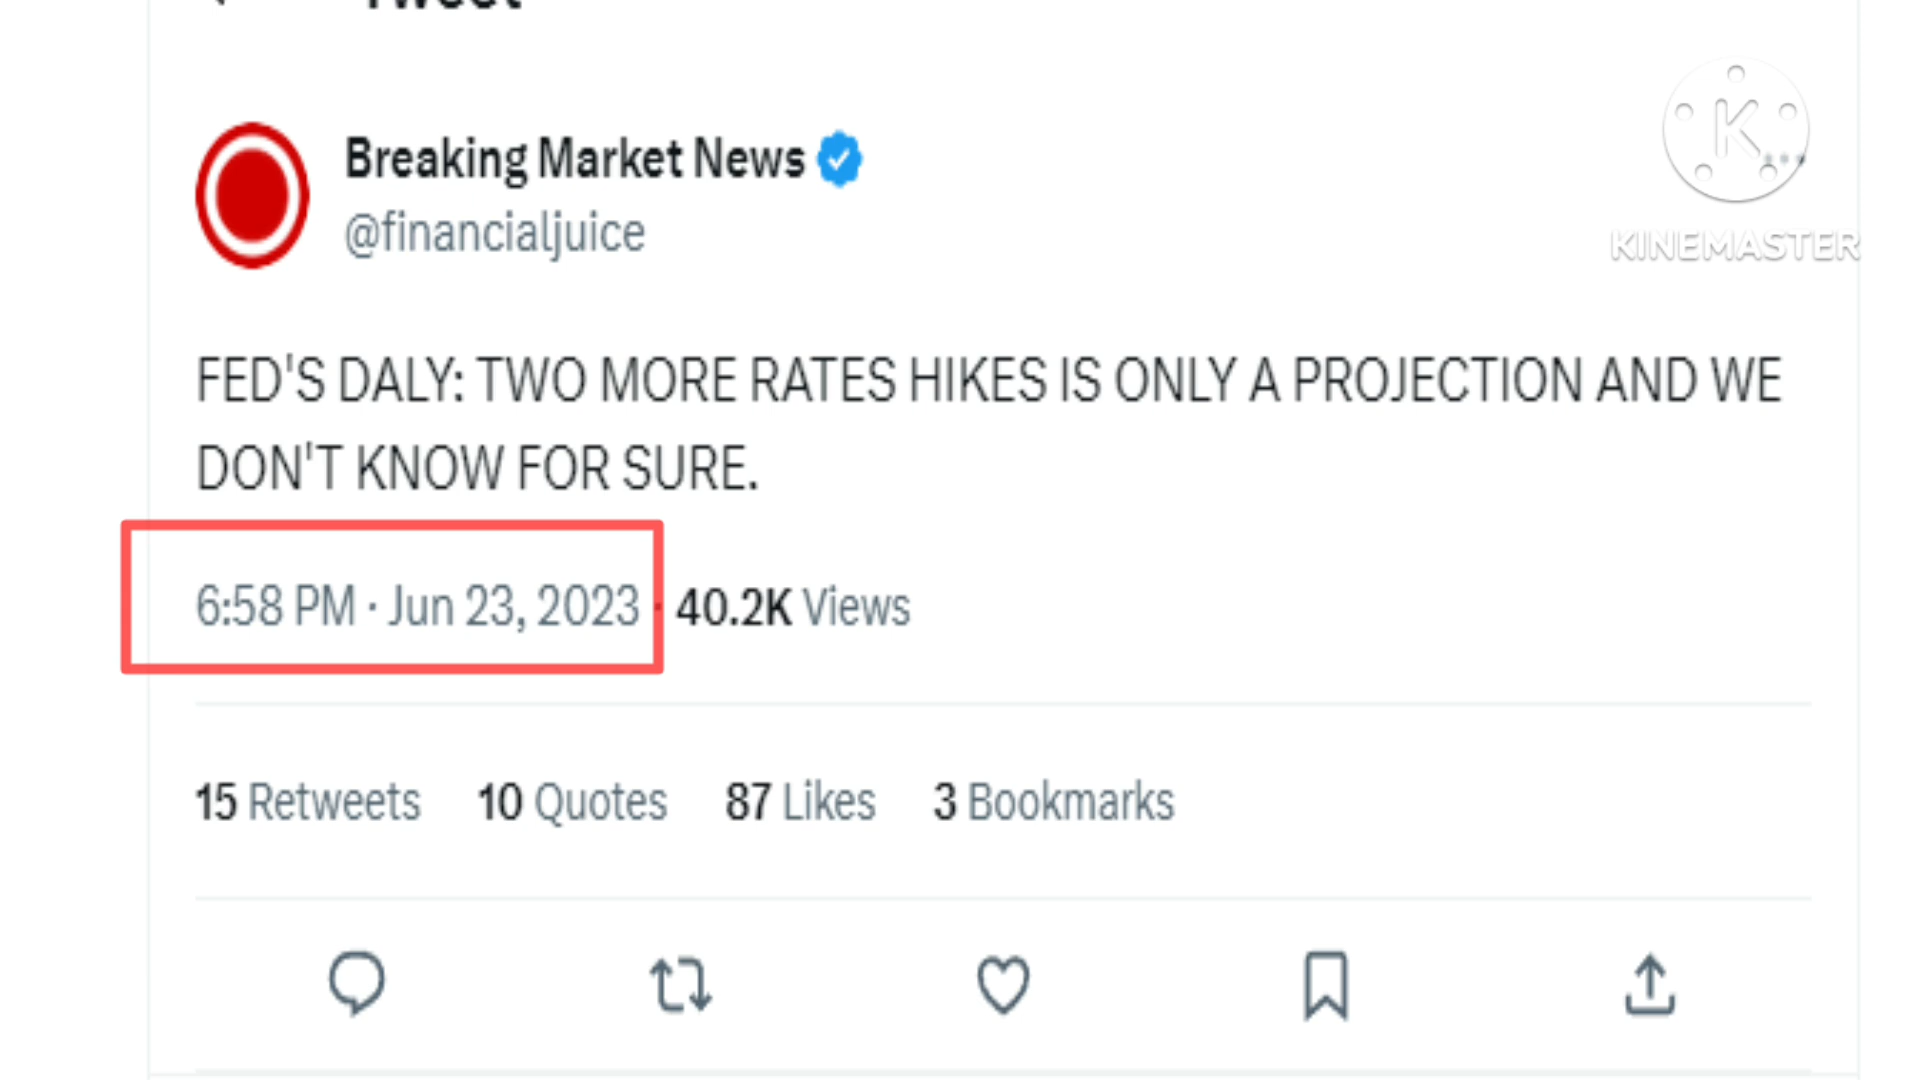 Tweet
Breaking Market News
@financialjuice
KINEMASTER
FED'S DALY: TWO MORE RATES HIKES IS ONLY A PROJECTION AND WE
DON'T KNOW FOR SURE.
6:58 PM · Jun 23, 2023 · 40.2K Views
15 Retweets 10 Quotes 87 Likes 3 Bookmarks